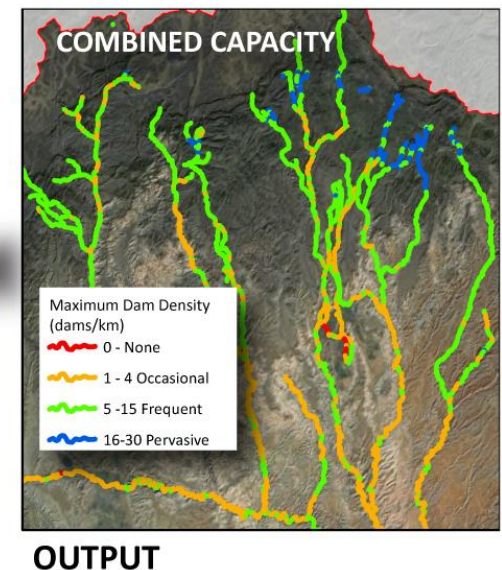 COMBINED CAPACITY
Maximum Dam Density
(dams/km)
0 - None
1 - 4 Occasional
5 -15 Frequent
16-30 Pervasive
OUTPUT